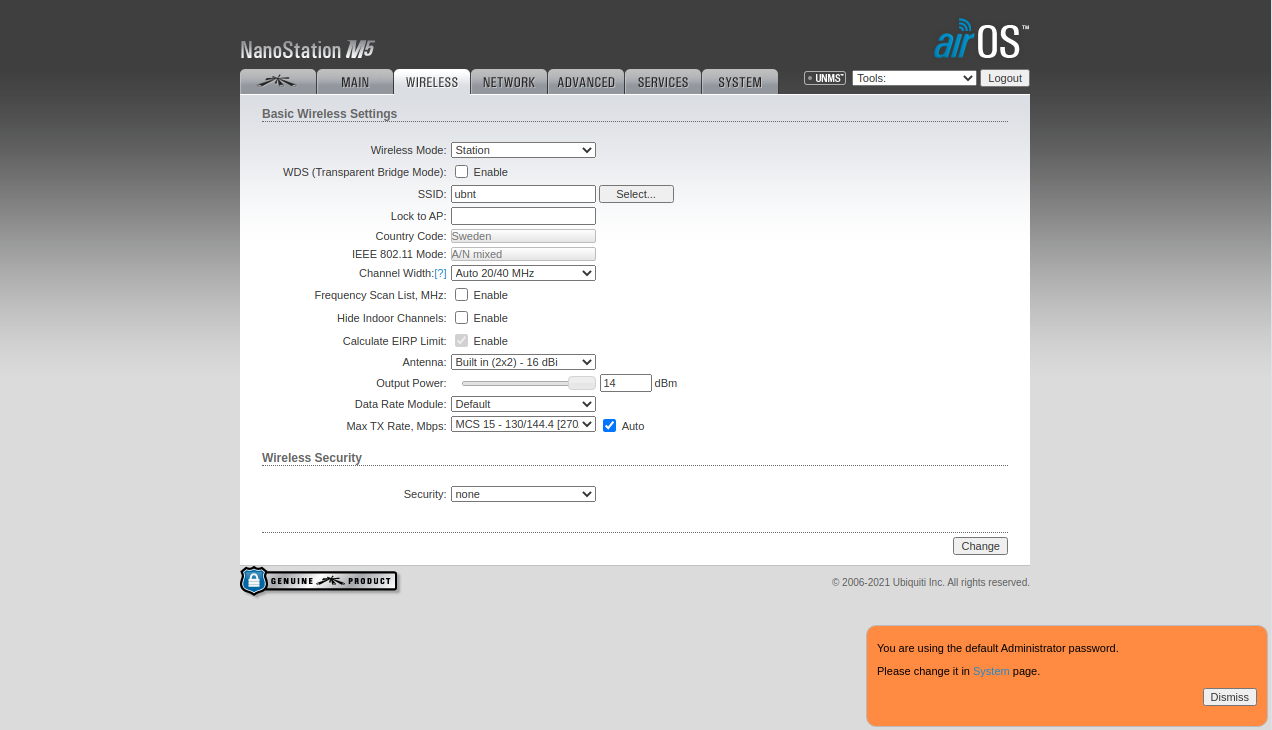 NanoStation M5
airOS™
MAIN WIRELESS NETWORK ADVANCED SERVICES SYSTEM UNMS™ Tools: Logout
Basic Wireless Settings
Wireless Mode: Station
WDS (Transparent Bridge Mode): Enable
SSID: ubnt Select...
Lock to AP:
Country Code: Sweden
IEEE 802.11 Mode: A/N mixed
Channel Width:[?] Auto 20/40 MHz
Frequency Scan List, MHz: Enable
Hide Indoor Channels: Enable
Calculate EIRP Limit: Enable
Antenna: Built in (2x2) - 16 dBi
Output Power: 14 dBm
Data Rate Module: Default
Max TX Rate, Mbps: MCS 15 - 130/144.4 [270 Auto
Wireless Security
Security: none
Change
GENUINE PRODUCT
© 2006-2021 Ubiquiti Inc. All rights reserved.
You are using the default Administrator password.
Please change it in System page.
Dismiss